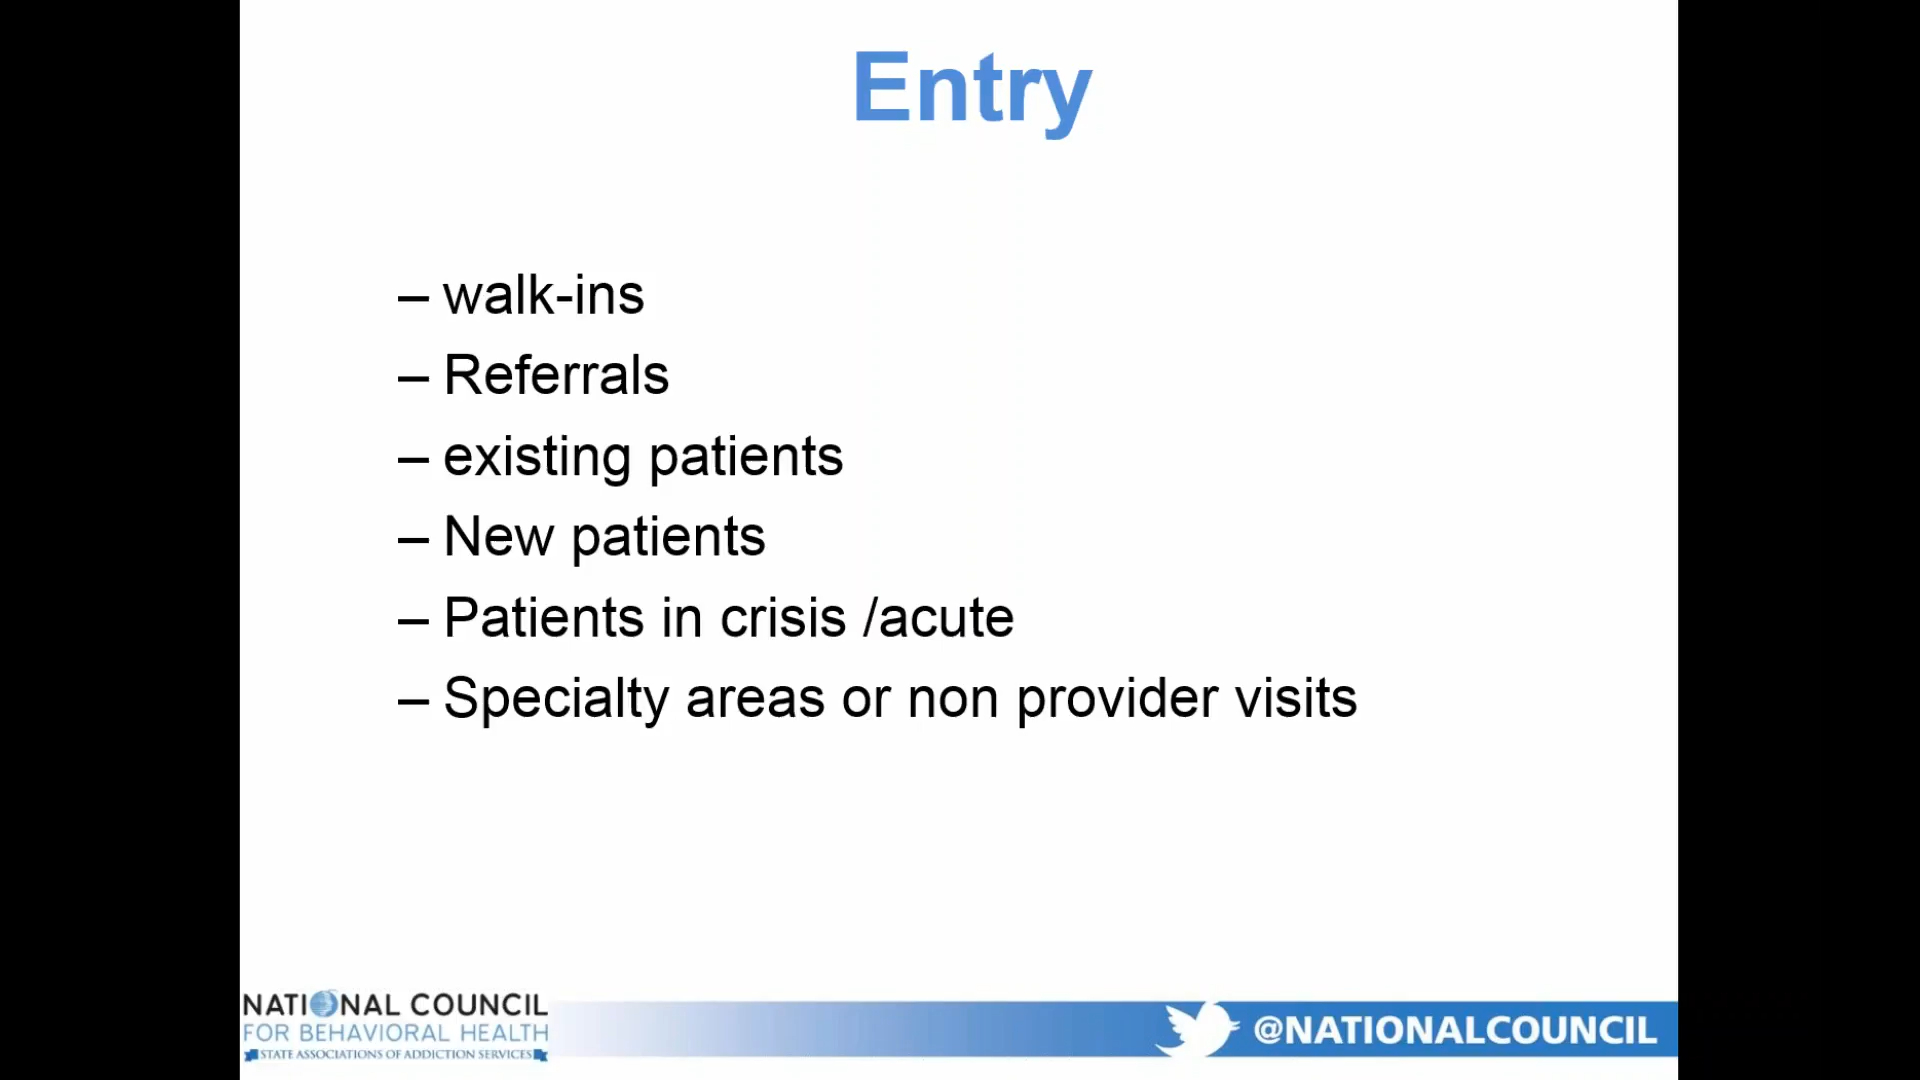 Entry
– walk-ins
– Referrals
– existing patients
– New patients
– Patients in crisis /acute
– Specialty areas or non provider visits
NATIONAL COUNCIL
FOR BEHAVIORAL HEALTH
STATE ASSOCIATIONS OF ADDICTION SERVICES
@NATIONALCOUNCIL